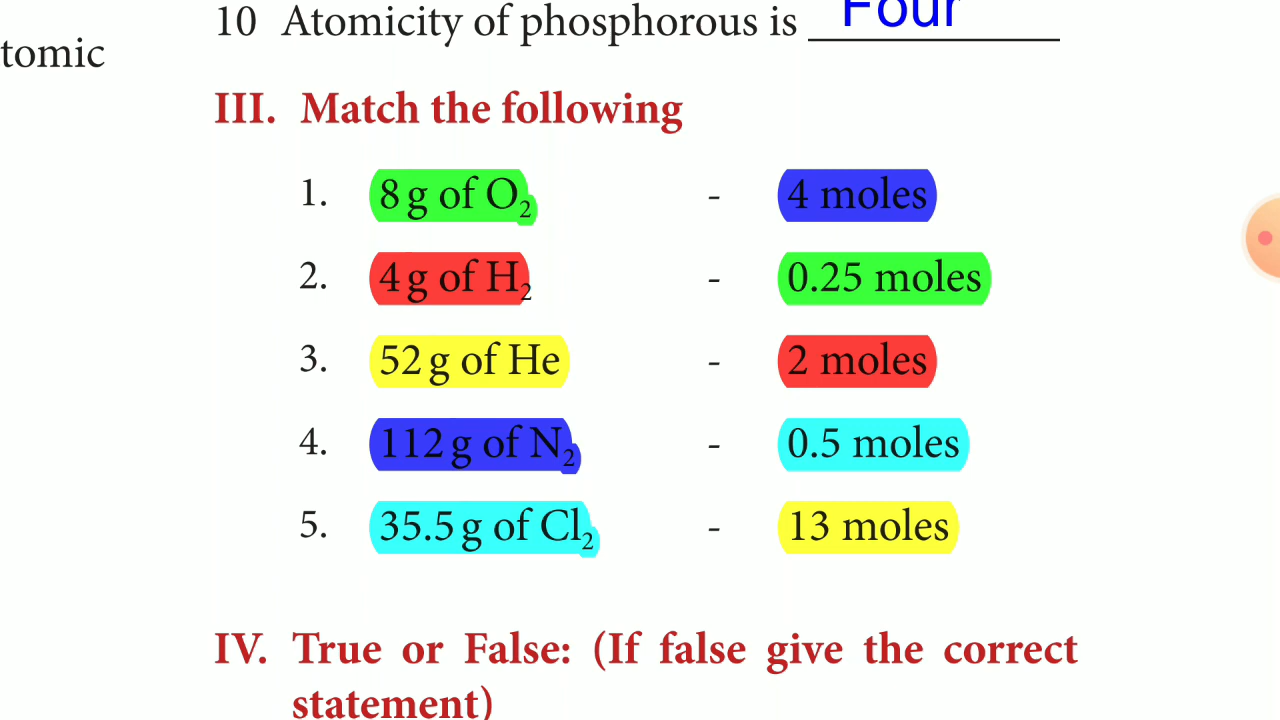 10 Atomicity of phosphorous is Four
tomic
III. Match the following
1. 8 g of O₂ - 4 moles
2. 4 g of H₂ - 0.25 moles
3. 52 g of He - 2 moles
4. 112 g of N₂ - 0.5 moles
5. 35.5 g of Cl₂ - 13 moles
IV. True or False: (If false give the correct
statement)